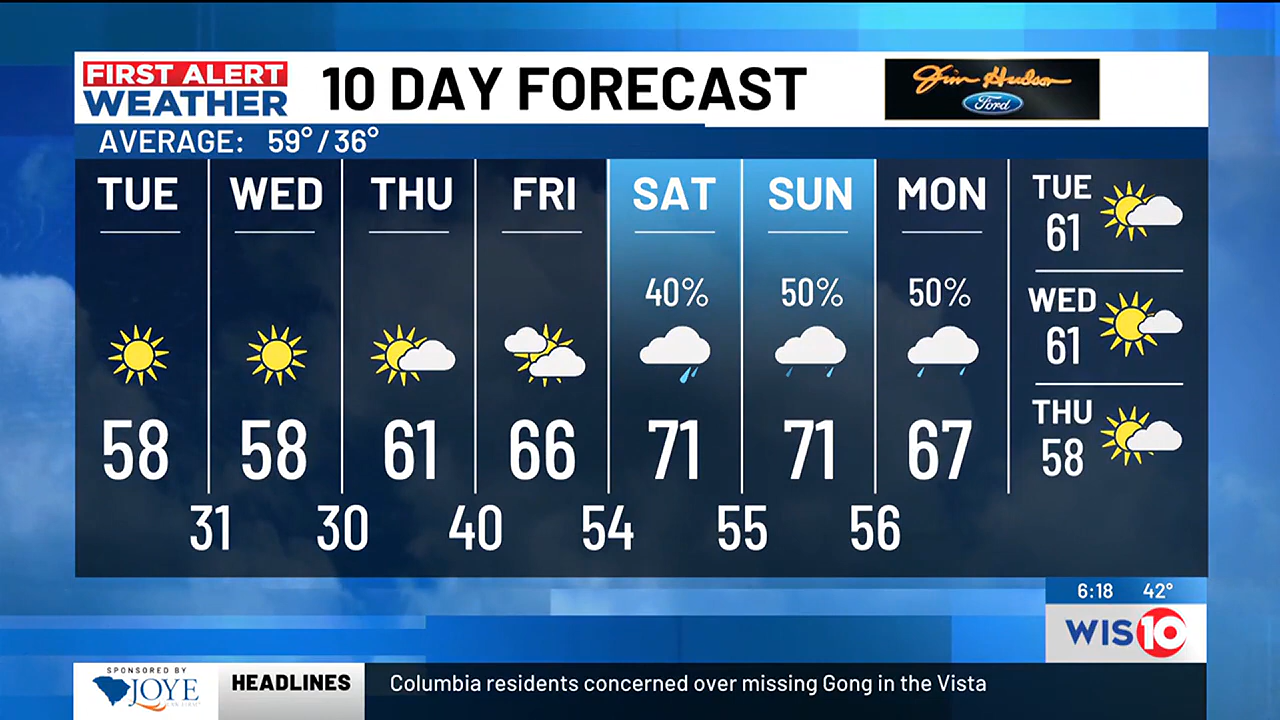 FIRST ALERT
WEATHER
10 DAY FORECAST
Jim Hudson
Ford
AVERAGE: 59°/36°
TUE WED THU FRI SAT SUN MON
40% 50% 50%
58 58 61 66 71 71 67
31 30 40 54 55 56
TUE
61
WED
61
THU
58
6:18 42°
WIS10
SPONSORED BY
JOYE
HEADLINES
Columbia residents concerned over missing Gong in the Vista